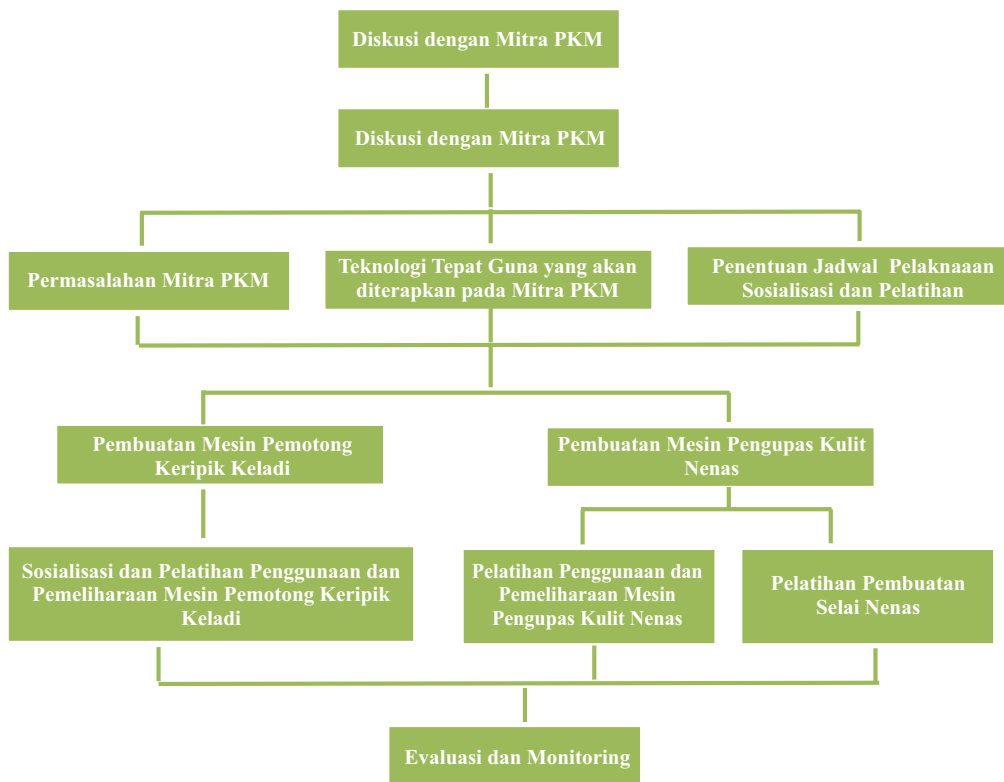 Diskusi dengan Mitra PKM
Diskusi dengan Mitra PKM
Permasalahan Mitra PKM
Teknologi Tepat Guna yang akan
diterapkan pada Mitra PKM
Penentuan Jadwal Pelaknaaan
Sosialisasi dan Pelatihan
Pembuatan Mesin Pemotong
Keripik Keladi
Pembuatan Mesin Pengupas Kulit
Nenas
Sosialisasi dan Pelatihan Penggunaan dan
Pemeliharaan Mesin Pemotong Keripik
Keladi
Pelatihan Penggunaan dan
Pemeliharaan Mesin
Pengupas Kulit Nenas
Pelatihan Pembuatan
Selai Nenas
Evaluasi dan Monitoring